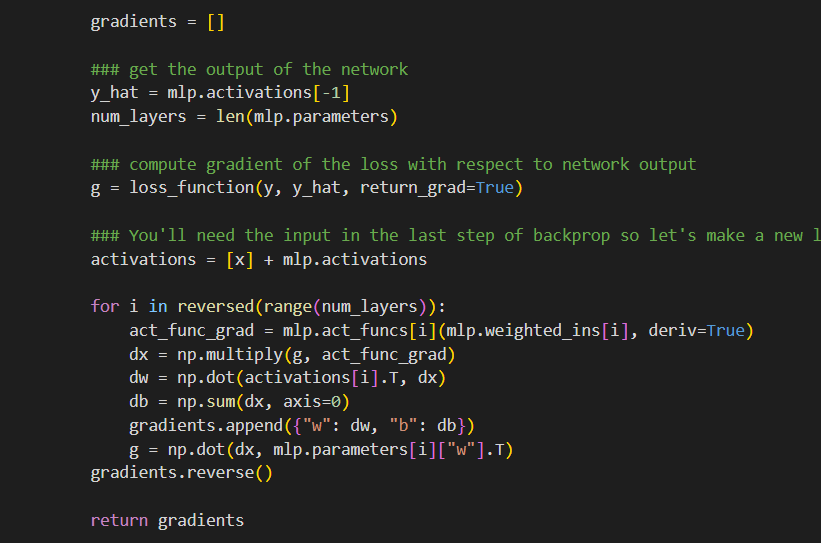 gradients = []
### get the output of the network
y_hat = mlp.activations[-1]
num_layers = len(mlp.parameters)
### compute gradient of the loss with respect to network output
g = loss_function(y, y_hat, return_grad=True)
### You'll need the input in the last step of backprop so let's make a new l
activations = [x] + mlp.activations
for i in reversed(range(num_layers)):
    act_func_grad = mlp.act_funcs[i](mlp.weighted_ins[i], deriv=True)
    dx = np.multiply(g, act_func_grad)
    dw = np.dot(activations[i].T, dx)
    db = np.sum(dx, axis=0)
    gradients.append({"w": dw, "b": db})
    g = np.dot(dx, mlp.parameters[i]["w"].T)
gradients.reverse()
return gradients